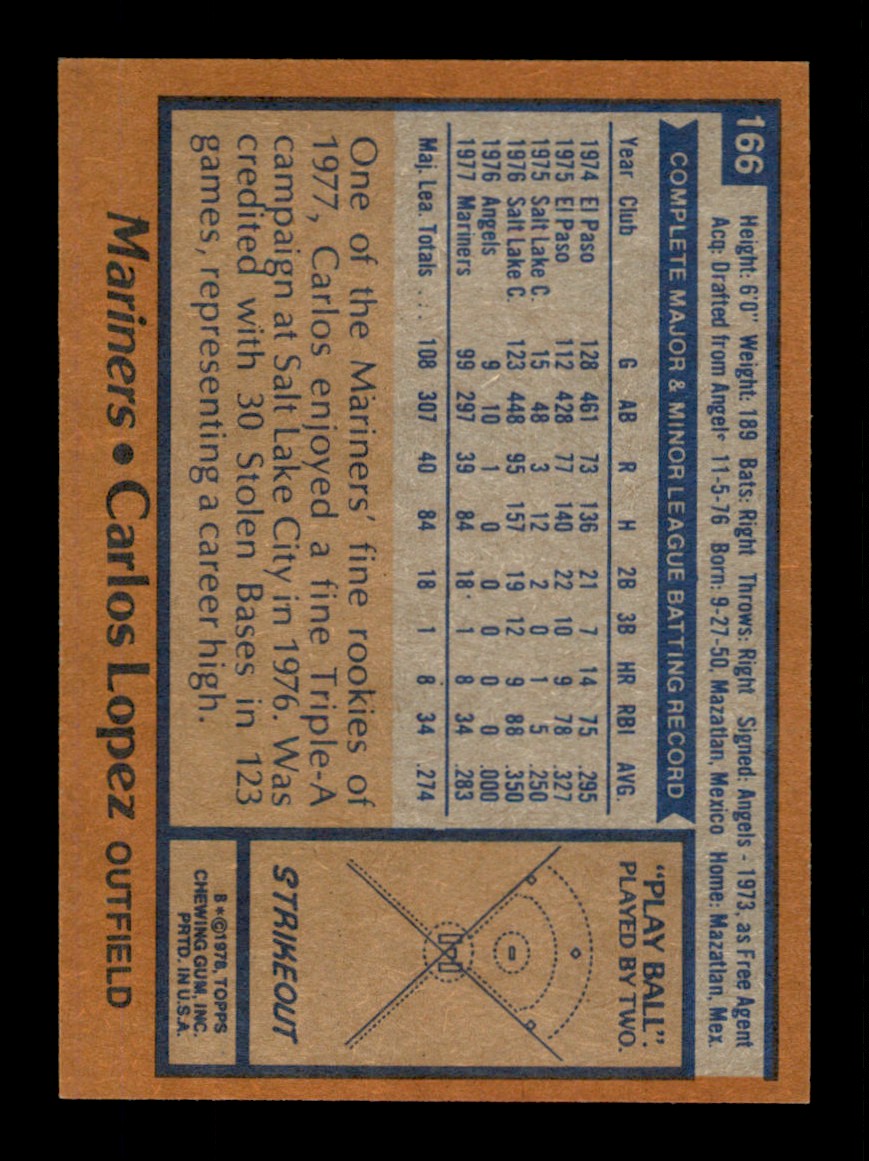 166
Height: 6'0" Weight: 189 Bats: Right Throws: Right Signed: Angels - 1973, as Free Agent
Acq: Drafted from Angels 11-5-76 Born: 9-27-50, Mazatlan, Mexico Home: Mazatlan, Mex.
COMPLETE MAJOR & MINOR LEAGUE BATTING RECORD
Year Club G AB R H 2B 3B HR RBI AVG.
1974 El Paso 128 461 73 136 21 7 14 75 .295
1975 El Paso 112 428 77 140 22 10 9 78 .327
1975 Salt Lake C. 15 48 3 12 2 0 1 5 .250
1976 Salt Lake C. 123 448 95 157 19 12 9 88 .350
1976 Angels 9 10 1 0 0 0 0 0 .000
1977 Mariners 99 297 39 84 18 1 8 34 .283
Maj. Lea. Totals ... 108 307 40 84 18 1 8 34 .274
One of the Mariners' fine rookies of
1977, Carlos enjoyed a fine Triple-A
campaign at Salt Lake City in 1976. Was
credited with 30 Stolen Bases in 123
games, representing a career high.
"PLAY BALL":
PLAYED BY TWO.
STRIKEOUT
B*©1978, TOPPS
CHEWING GUM, INC.
PRTD. IN U.S.A.
Mariners • Carlos Lopez OUTFIELD